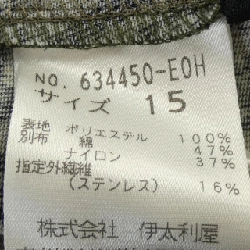 NO. 634450-E0H
サイズ 15
表地 ポリエステル 100%
別布 綿 47%
ナイロン 37%
指定外繊維
(ステンレス) 16%
株式会社 伊太利屋